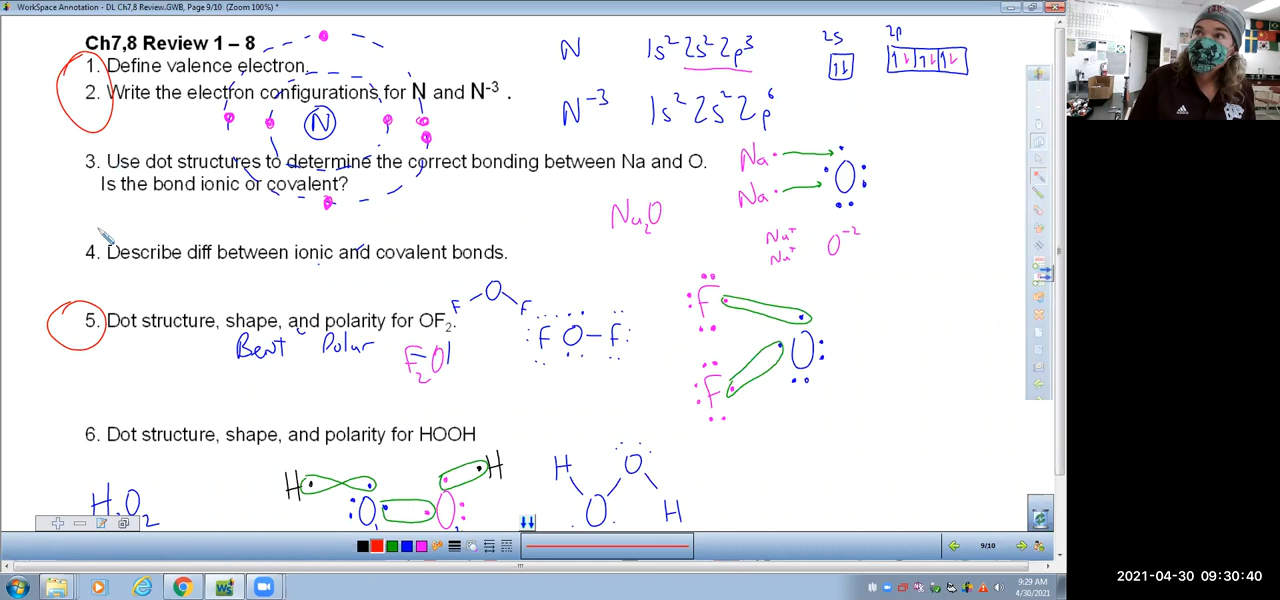 WorkSpace Annotation - DL Ch7,8 Review.GWB, Page 9/10 (Zoom 100%) *
Ch7,8 Review 1 – 8
1. Define valence electron.
2. Write the electron configurations for N and N-3 .
N
N 1s² 2s² 2p³
2s 2p
N-3 1s² 2s² 2p6
3. Use dot structures to determine the correct bonding between Na and O.
Is the bond ionic or covalent?
Na
Na
O
Na2O
Na+
Na+
O-2
4. Describe diff between ionic and covalent bonds.
5. Dot structure, shape, and polarity for OF2.
Bent Polar
F2O
F O F
F O – F
F
F
O
6. Dot structure, shape, and polarity for HOOH
H2O2
H O O H
H O O H
9/10
9:29 AM
4/30/2021
2021-04-30 09:30:40